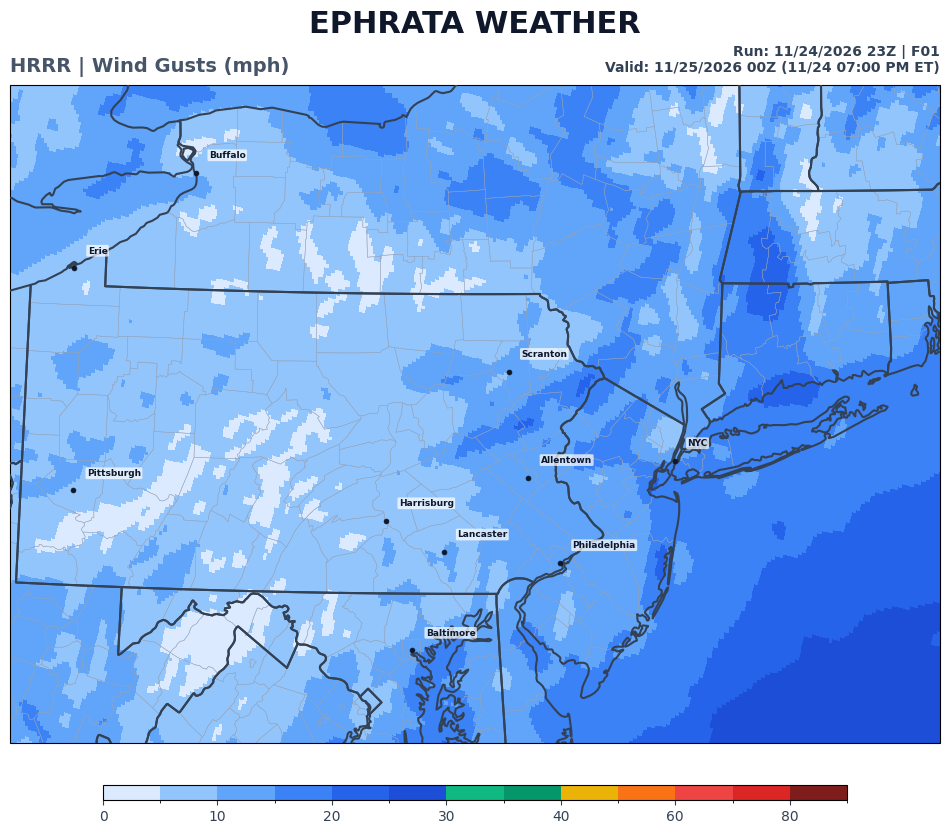 EPHRATA WEATHER
HRRR | Wind Gusts (mph)
Run: 11/24/2026 23Z | F01
Valid: 11/25/2026 00Z (11/24 07:00 PM ET)
Buffalo
Erie
Scranton
NYC
Allentown
Pittsburgh
Harrisburg
Lancaster
Philadelphia
Baltimore
0 10 20 30 40 60 80